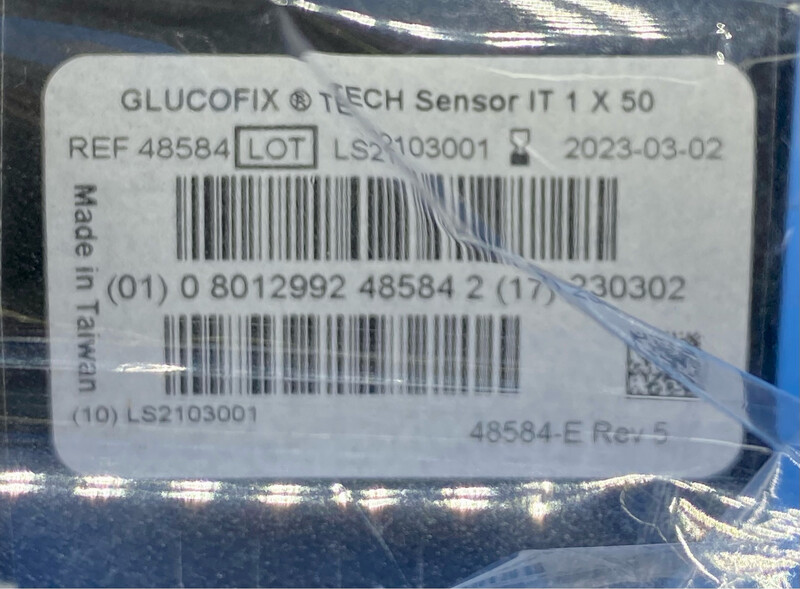 GLUCOFIX ® TECH Sensor IT 1 X 50
REF 48584 LOT LS2103001 2023-03-02
Made in Taiwan
(01) 0 8012992 48584 2 (17) 230302
(10) LS2103001
48584-E Rev 5